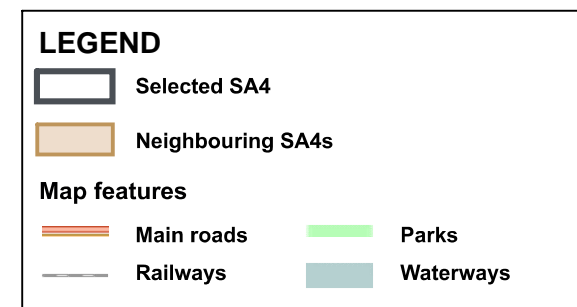 LEGEND
Selected SA4
Neighbouring SA4s
Map features
Main roads
Parks
Railways
Waterways